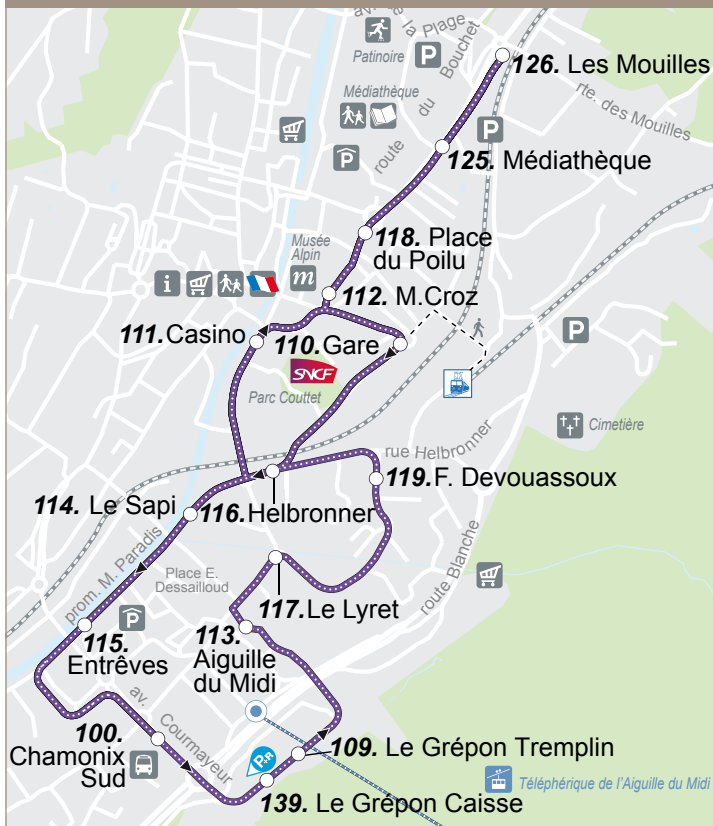 av.
la Plage
Patinoire
P
Bouchet
du
route
126. Les Mouilles
rte. des Mouilles
Médiathèque
P
P
125. Médiathèque
118. Place
du Poilu
Musée
Alpin
m
i
112. M.Croz
111.Casino
110.Gare
P
SNCF
Parc Couttet
Cimetière
rue Helbronner
119.F. Devouassoux
114. Le Sapi
116.Helbronner
prom. M. Paradis
Place E.
Dessailloud
route Blanche
117.Le Lyret
P
115.
Entrêves
113.
Aiguille
du Midi
av.
Courmayeur
100.
Chamonix
Sud
P+R
109. Le Grépon Tremplin
Téléphérique de l'Aiguille du Midi
139. Le Grépon Caisse